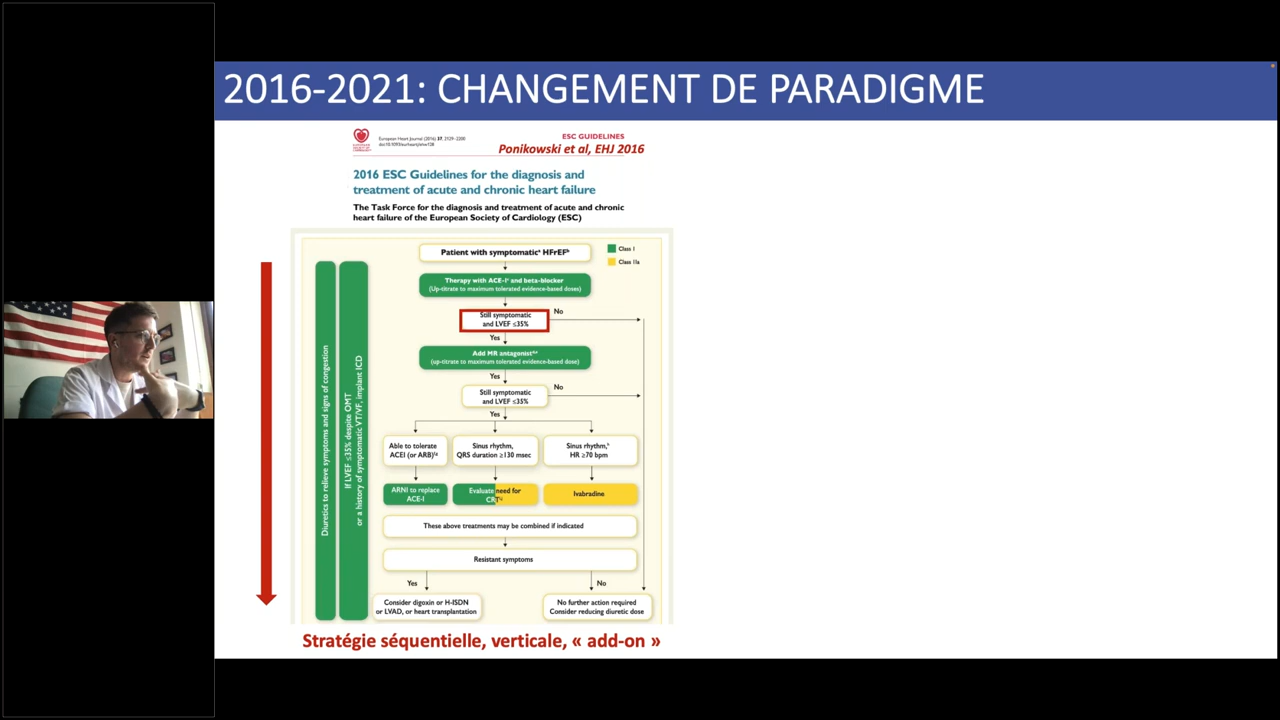 2016-2021: CHANGEMENT DE PARADIGME
European Heart Journal (2016) 37, 2129–2200
doi:10.1093/eurheartj/ehw128
ESC GUIDELINES
Ponikowski et al, EHJ 2016
2016 ESC Guidelines for the diagnosis and
treatment of acute and chronic heart failure
The Task Force for the diagnosis and treatment of acute and chronic
heart failure of the European Society of Cardiology (ESC)
Class I
Class IIa
Diuretics to relieve symptoms and signs of congestion
If LVEF ≤35% despite OMT
or a history of symptomatic VT/VF, implant ICD
Patient with symptomatic HFrEF
Therapy with ACE-I and beta-blocker
(Up-titrate to maximum tolerated evidence-based doses)
Still symptomatic
and LVEF ≤35%
No
Yes
Add MR antagonist
(up-titrate to maximum tolerated evidence-based dose)
Yes
Still symptomatic
and LVEF ≤35%
No
Yes
Able to tolerate
ACEI (or ARB)
Sinus rhythm,
QRS duration ≥130 msec
Sinus rhythm,
HR ≥70 bpm
ARNI to replace
ACE-I
Evaluate need for
CRT
Ivabradine
These above treatments may be combined if indicated
Resistant symptoms
Yes
No
Consider digoxin or H-ISDN
or LVAD, or heart transplantation
No further action required
Consider reducing diuretic dose
Stratégie séquentielle, verticale, « add-on »